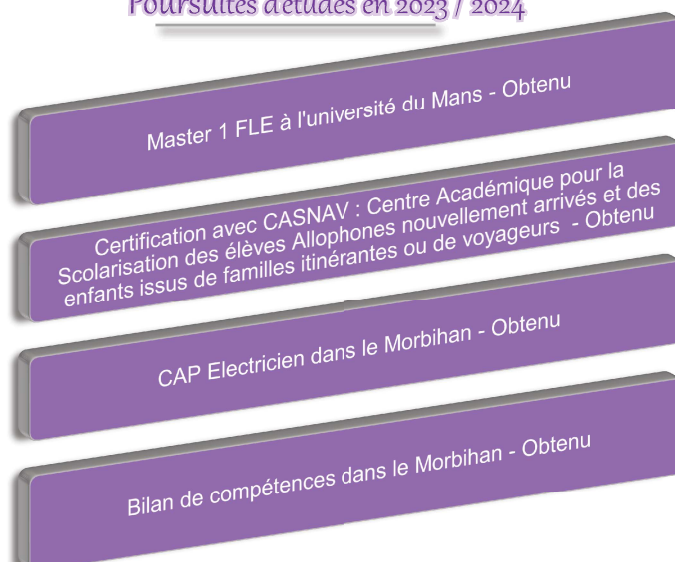 Poursuites d'études en 2023 / 2024
Master 1 FLE à l'université du Mans - Obtenu
Certification avec CASNAV : Centre Académique pour la
Scolarisation des élèves Allophones nouvellement arrivés et des
enfants issus de familles itinérantes ou de voyageurs - Obtenu
CAP Electricien dans le Morbihan - Obtenu
Bilan de compétences dans le Morbihan - Obtenu